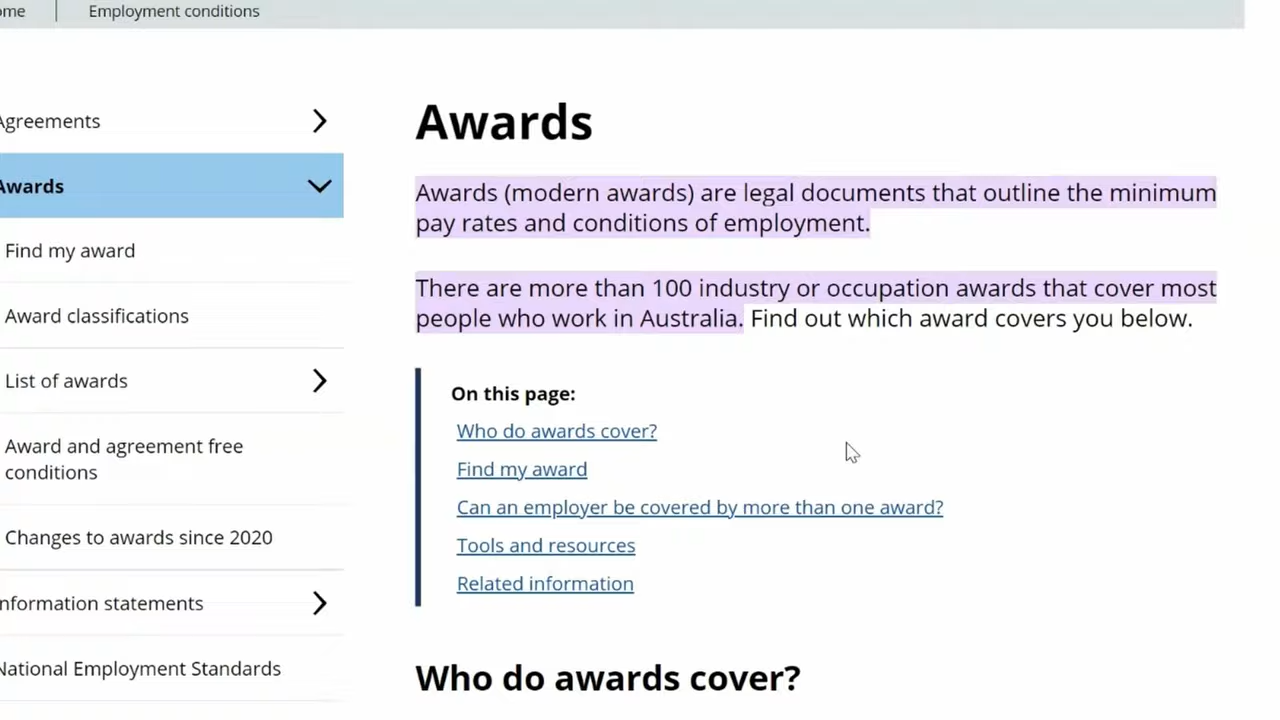 ome | Employment conditions
Agreements
Awards
Find my award
Award classifications
List of awards
Award and agreement free
conditions
Changes to awards since 2020
nformation statements
National Employment Standards
Awards
Awards (modern awards) are legal documents that outline the minimum
pay rates and conditions of employment.
There are more than 100 industry or occupation awards that cover most
people who work in Australia. Find out which award covers you below.
On this page:
Who do awards cover?
Find my award
Can an employer be covered by more than one award?
Tools and resources
Related information
Who do awards cover?